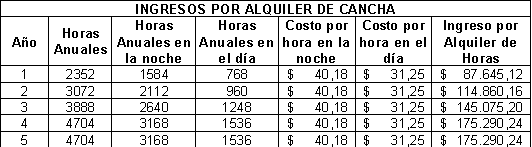 INGRESOS POR ALQUILER DE CANCHA
Año Horas Anuales Horas Anuales en la noche Horas Anuales en el día Costo por hora en la noche Costo por hora en el día Ingreso por Alquiler de Horas
1 2352 1584 768 $ 40,18 $ 31,25 $ 87.645,12
2 3072 2112 960 $ 40,18 $ 31,25 $ 114.860,16
3 3888 2640 1248 $ 40,18 $ 31,25 $ 145.075,20
4 4704 3168 1536 $ 40,18 $ 31,25 $ 175.290,24
5 4704 3168 1536 $ 40,18 $ 31,25 $ 175.290,24